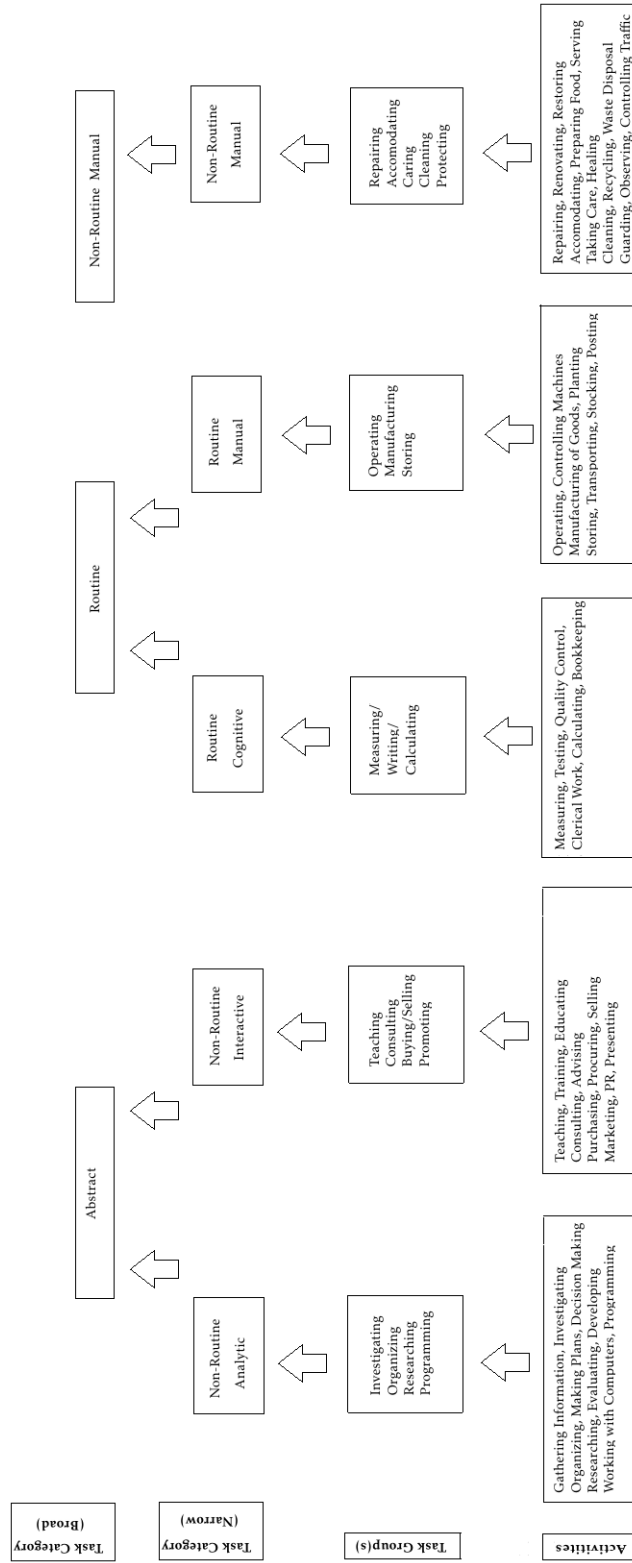 Task Category
(Broad)
Abstract
Routine
Non-Routine Manual
Task Category
(Narrow)
Non-Routine
Analytic
Non-Routine
Interactive
Routine
Cognitive
Routine
Manual
Non-Routine
Manual
Task Group(s)
Investigating
Organizing
Researching
Programming
Teaching
Consulting
Buying/Selling
Promoting
Measuring/
Writing/
Calculating
Operating
Manufacturing
Storing
Repairing
Accomodating
Caring
Cleaning
Protecting
Activitites
Gathering Information, Investigating
Organizing, Making Plans, Decision Making
Researching, Evaluating, Developing
Working with Computers, Programming
Teaching, Training, Educating
Consulting, Advising
Purchasing, Procuring, Selling
Marketing, PR, Presenting
Measuring, Testing, Quality Control,
Clerical Work, Calculating, Bookkeeping
Operating, Controlling Machines
Manufacturing of Goods, Planting
Storing, Transporting, Stocking, Posting
Repairing, Renovating, Restoring
Accomodating, Preparing Food, Serving
Taking Care, Healing
Cleaning, Recycling, Waste Disposal
Guarding, Observing, Controlling Traffic